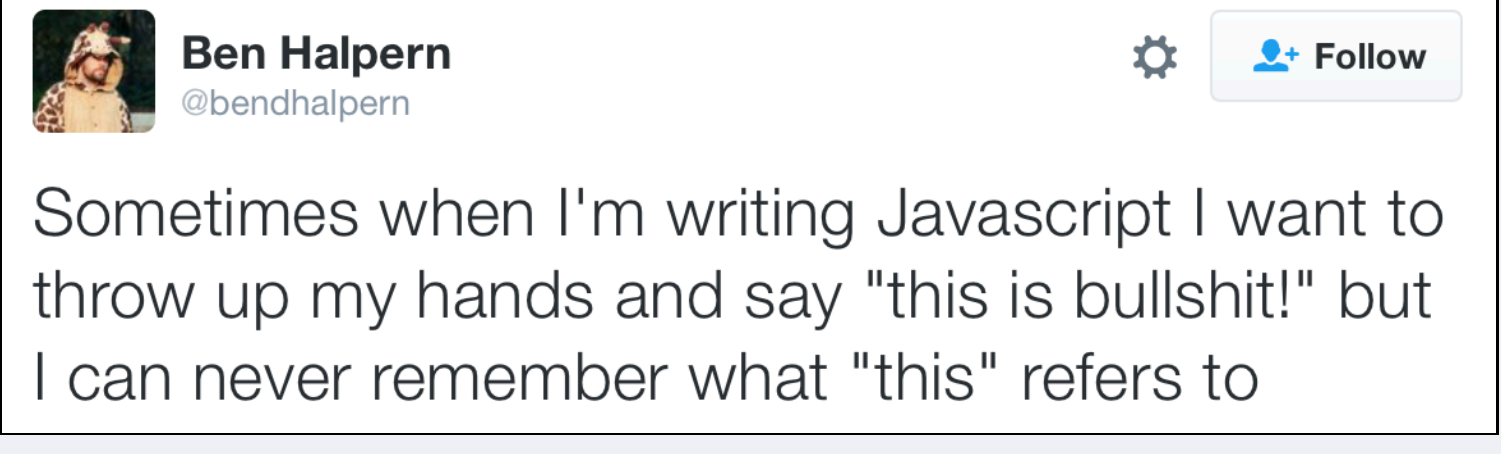 Ben Halpern
@bendhalpern
Follow
Sometimes when I'm writing Javascript I want to
throw up my hands and say "this is bullshit!" but
I can never remember what "this" refers to